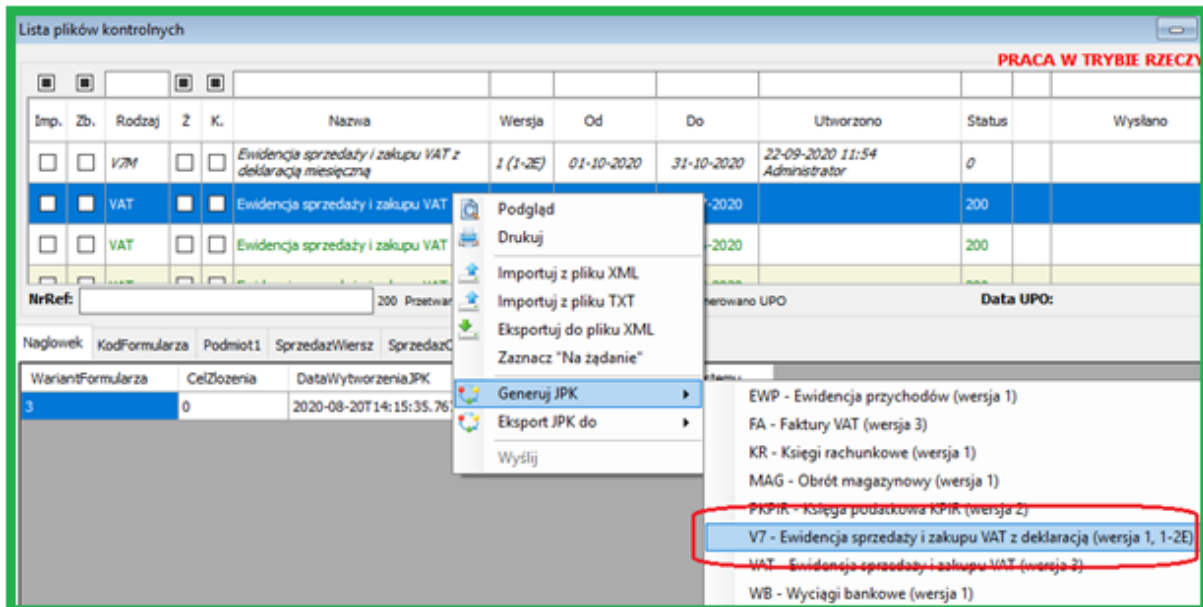 Lista plików kontrolnych
PRACA W TRYBIE RZECZY
Imp. Zb. Rodzaj Ż K. Nazwa Wersja Od Do Utworzono Status Wysłano
V7M Ewidencja sprzedaży i zakupu VAT z deklaracją miesięczną 1 (1-2E) 01-10-2020 31-10-2020 22-09-2020 11:54 Administrator 0
VAT Ewidencja sprzedaży i zakupu VAT -2020 200
VAT Ewidencja sprzedaży i zakupu VAT -2020 200
NrRef: 200 Przetwar nerowano UPO Data UPO:
Naglowek KodFormularza Podmiot1 SprzedazWiersz SprzedazC
WariantFormularza CelZlozenia DataWytworzeniaJPK
3 0 2020-08-20T14:15:35.76
Podgląd
Drukuj
Importuj z pliku XML
Importuj z pliku TXT
Eksportuj do pliku XML
Zaznacz "Na żądanie"
Generuj JPK
Eksport JPK do
Wyślij
EWP - Ewidencja przychodów (wersja 1)
FA - Faktury VAT (wersja 3)
KR - Księgi rachunkowe (wersja 1)
MAG - Obrót magazynowy (wersja 1)
PKPIR - Księga podatkowa KPIR (wersja 2)
V7 - Ewidencja sprzedaży i zakupu VAT z deklaracją (wersja 1, 1-2E)
VAT - Ewidencja sprzedaży i zakupu VAT (wersja 3)
WB - Wyciągi bankowe (wersja 1)